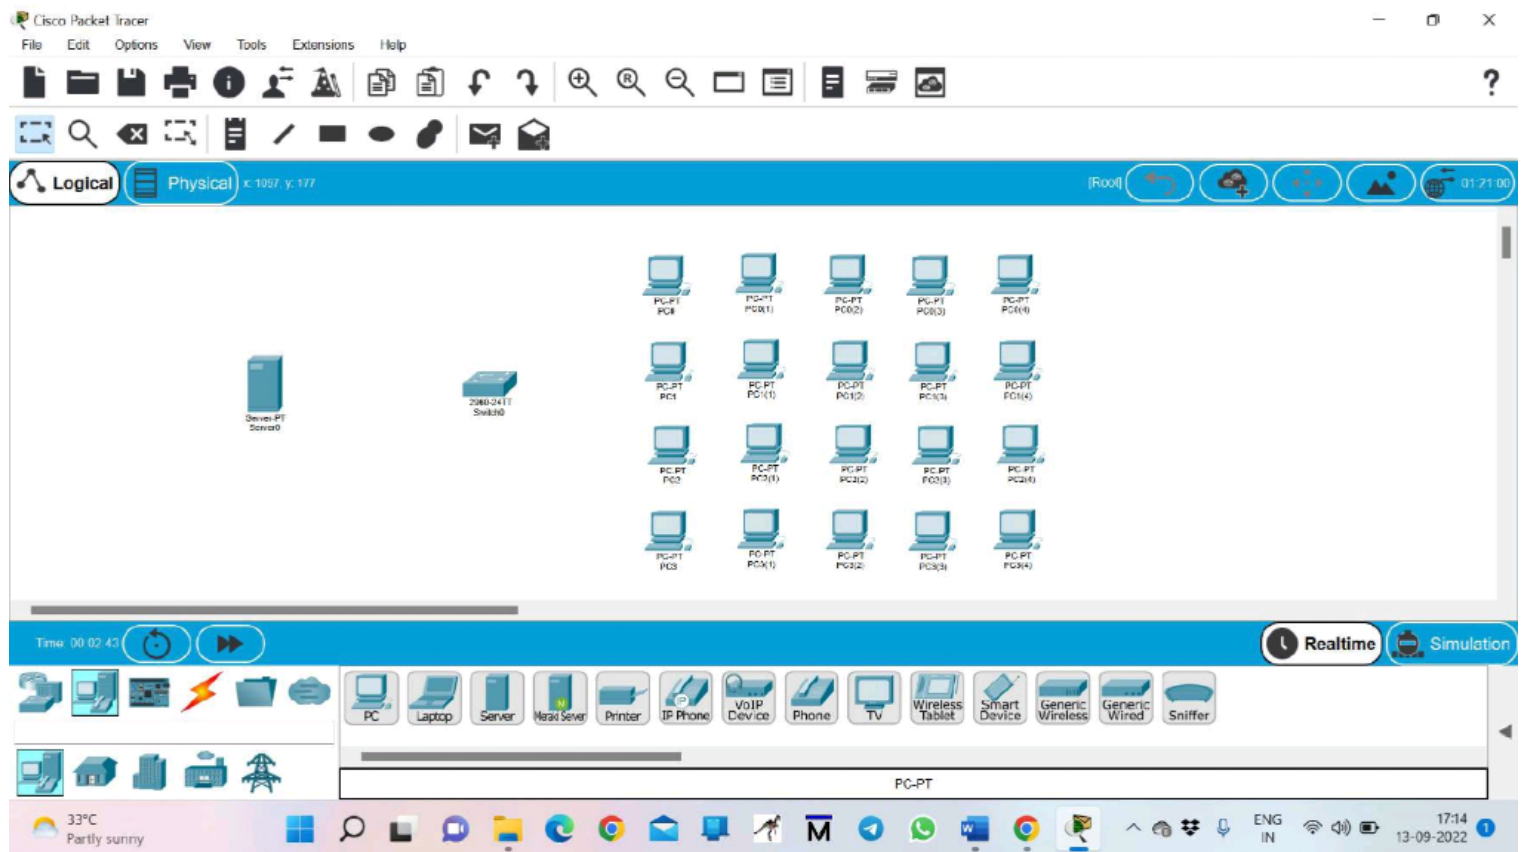 Cisco Packet Tracer
File Edit Options View Tools Extensions Help
Logical Physical x: 1097, y: 177 [Root] 01:21:00
PC-PT PC-PT PC-PT PC-PT PC-PT
PC0 PC0(1) PC0(2) PC0(3) PC0(4)
PC-PT PC-PT PC-PT PC-PT PC-PT
PC1 PC1(1) PC1(2) PC1(3) PC1(4)
2960-24TT
Switch0
Server-PT
Server0
PC-PT PC-PT PC-PT PC-PT PC-PT
PC2 PC2(1) PC2(2) PC2(3) PC2(4)
PC-PT PC-PT PC-PT PC-PT PC-PT
PC3 PC3(1) PC3(2) PC3(3) PC3(4)
Time: 00:02:43 Realtime Simulation
PC Laptop Server Meraki Server Printer IP Phone VoIP Device Phone TV Wireless Tablet Smart Device Generic Wireless Generic Wired Sniffer
PC-PT
33°C
Partly sunny
ENG
IN
17:14
13-09-2022
1